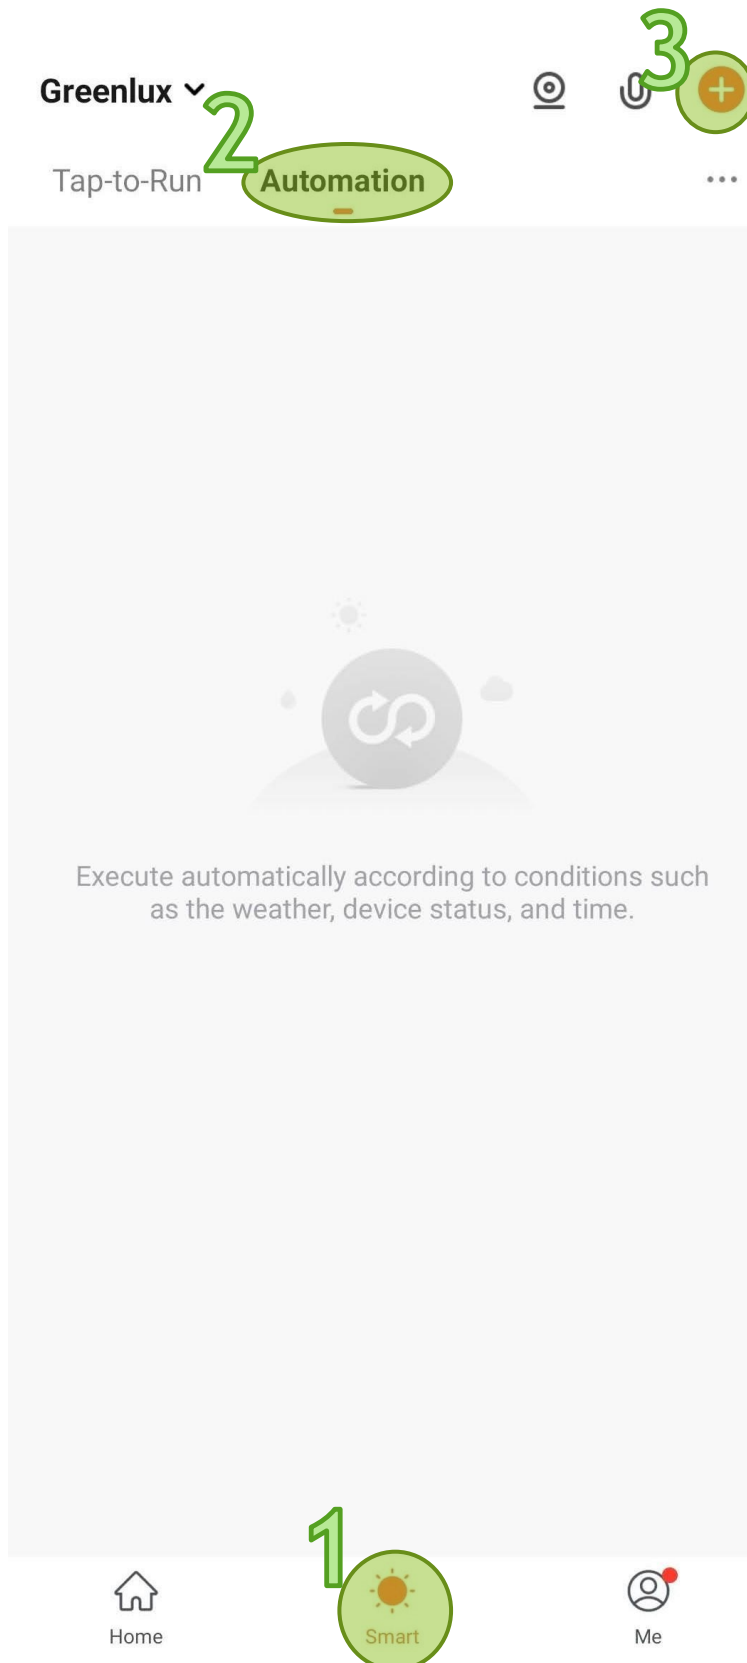 3
Greenlux
2
Tap-to-Run Automation
Execute automatically according to conditions such
as the weather, device status, and time.
1
Home Smart Me